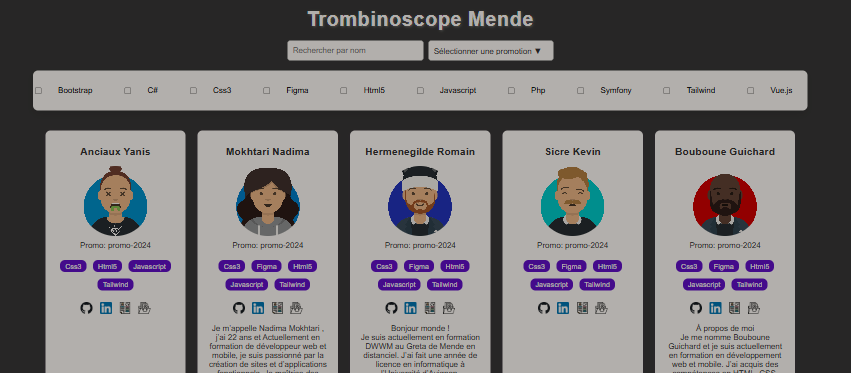 Trombinoscope Mende
Rechercher par nom
Sélectionner une promotion ▼
Bootstrap C# Css3 Figma Html5 Javascript Php Symfony Tailwind Vue.js
Anciaux Yanis
Promo: promo-2024
Css3 Html5 Javascript
Tailwind
Mokhtari Nadima
Promo: promo-2024
Css3 Figma Html5
Javascript Tailwind
Je m'appelle Nadima Mokhtari ,
j'ai 22 ans et Actuellement en
formation de développeur web et
mobile, je suis passionné par la
création de sites et d'applications
Hermenegilde Romain
Promo: promo-2024
Css3 Figma Html5
Javascript Tailwind
Bonjour monde !
Je suis actuellement en formation
DWWM au Greta de Mende en
distanciel. J'ai fait une année de
licence en informatique à
l'Université d'Avignon
Sicre Kevin
Promo: promo-2024
Css3 Figma Html5
Javascript Tailwind
Bouboune Guichard
Promo: promo-2024
Css3 Figma Html5
Javascript Tailwind
À propos de moi
Je me nomme Bouboune
Guichard et je suis actuellement
en formation en développement
web et mobile. J'ai acquis des
compétences en HTML, CSS,